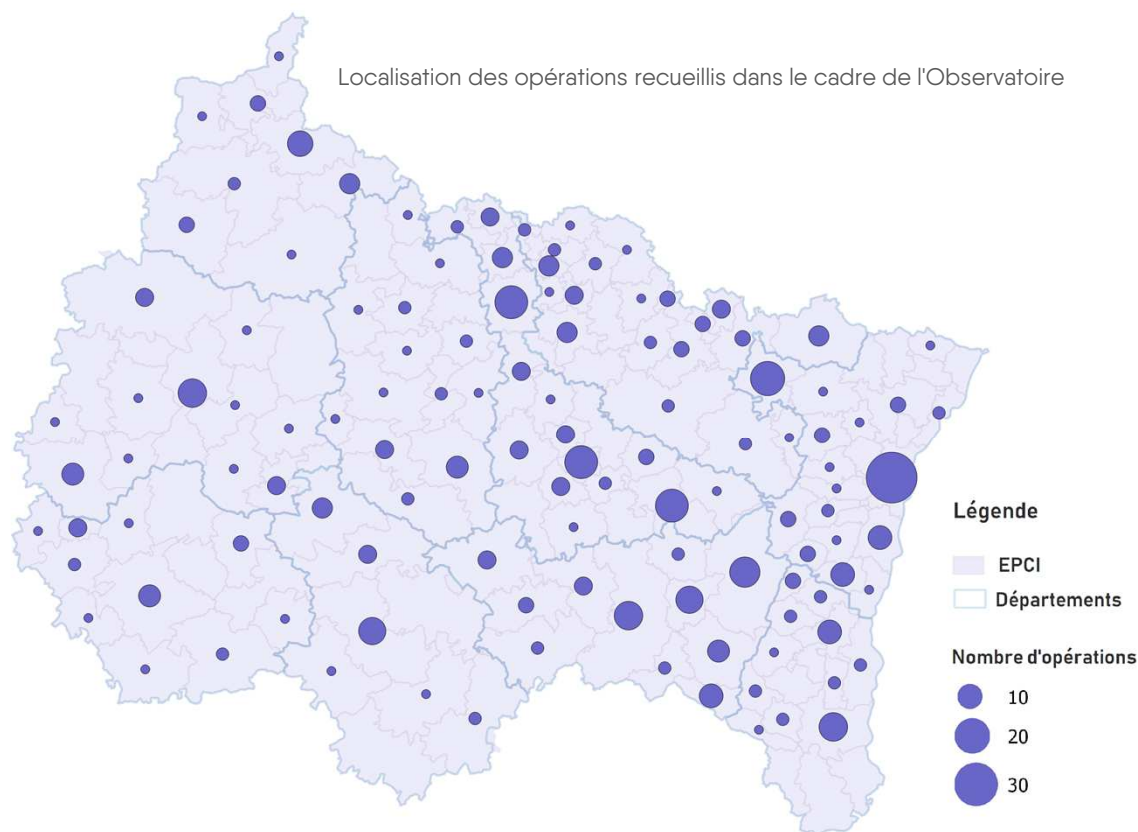 Localisation des opérations recueillis dans le cadre de l'Observatoire
Légende
EPCI
Départements
Nombre d'opérations
10
20
30